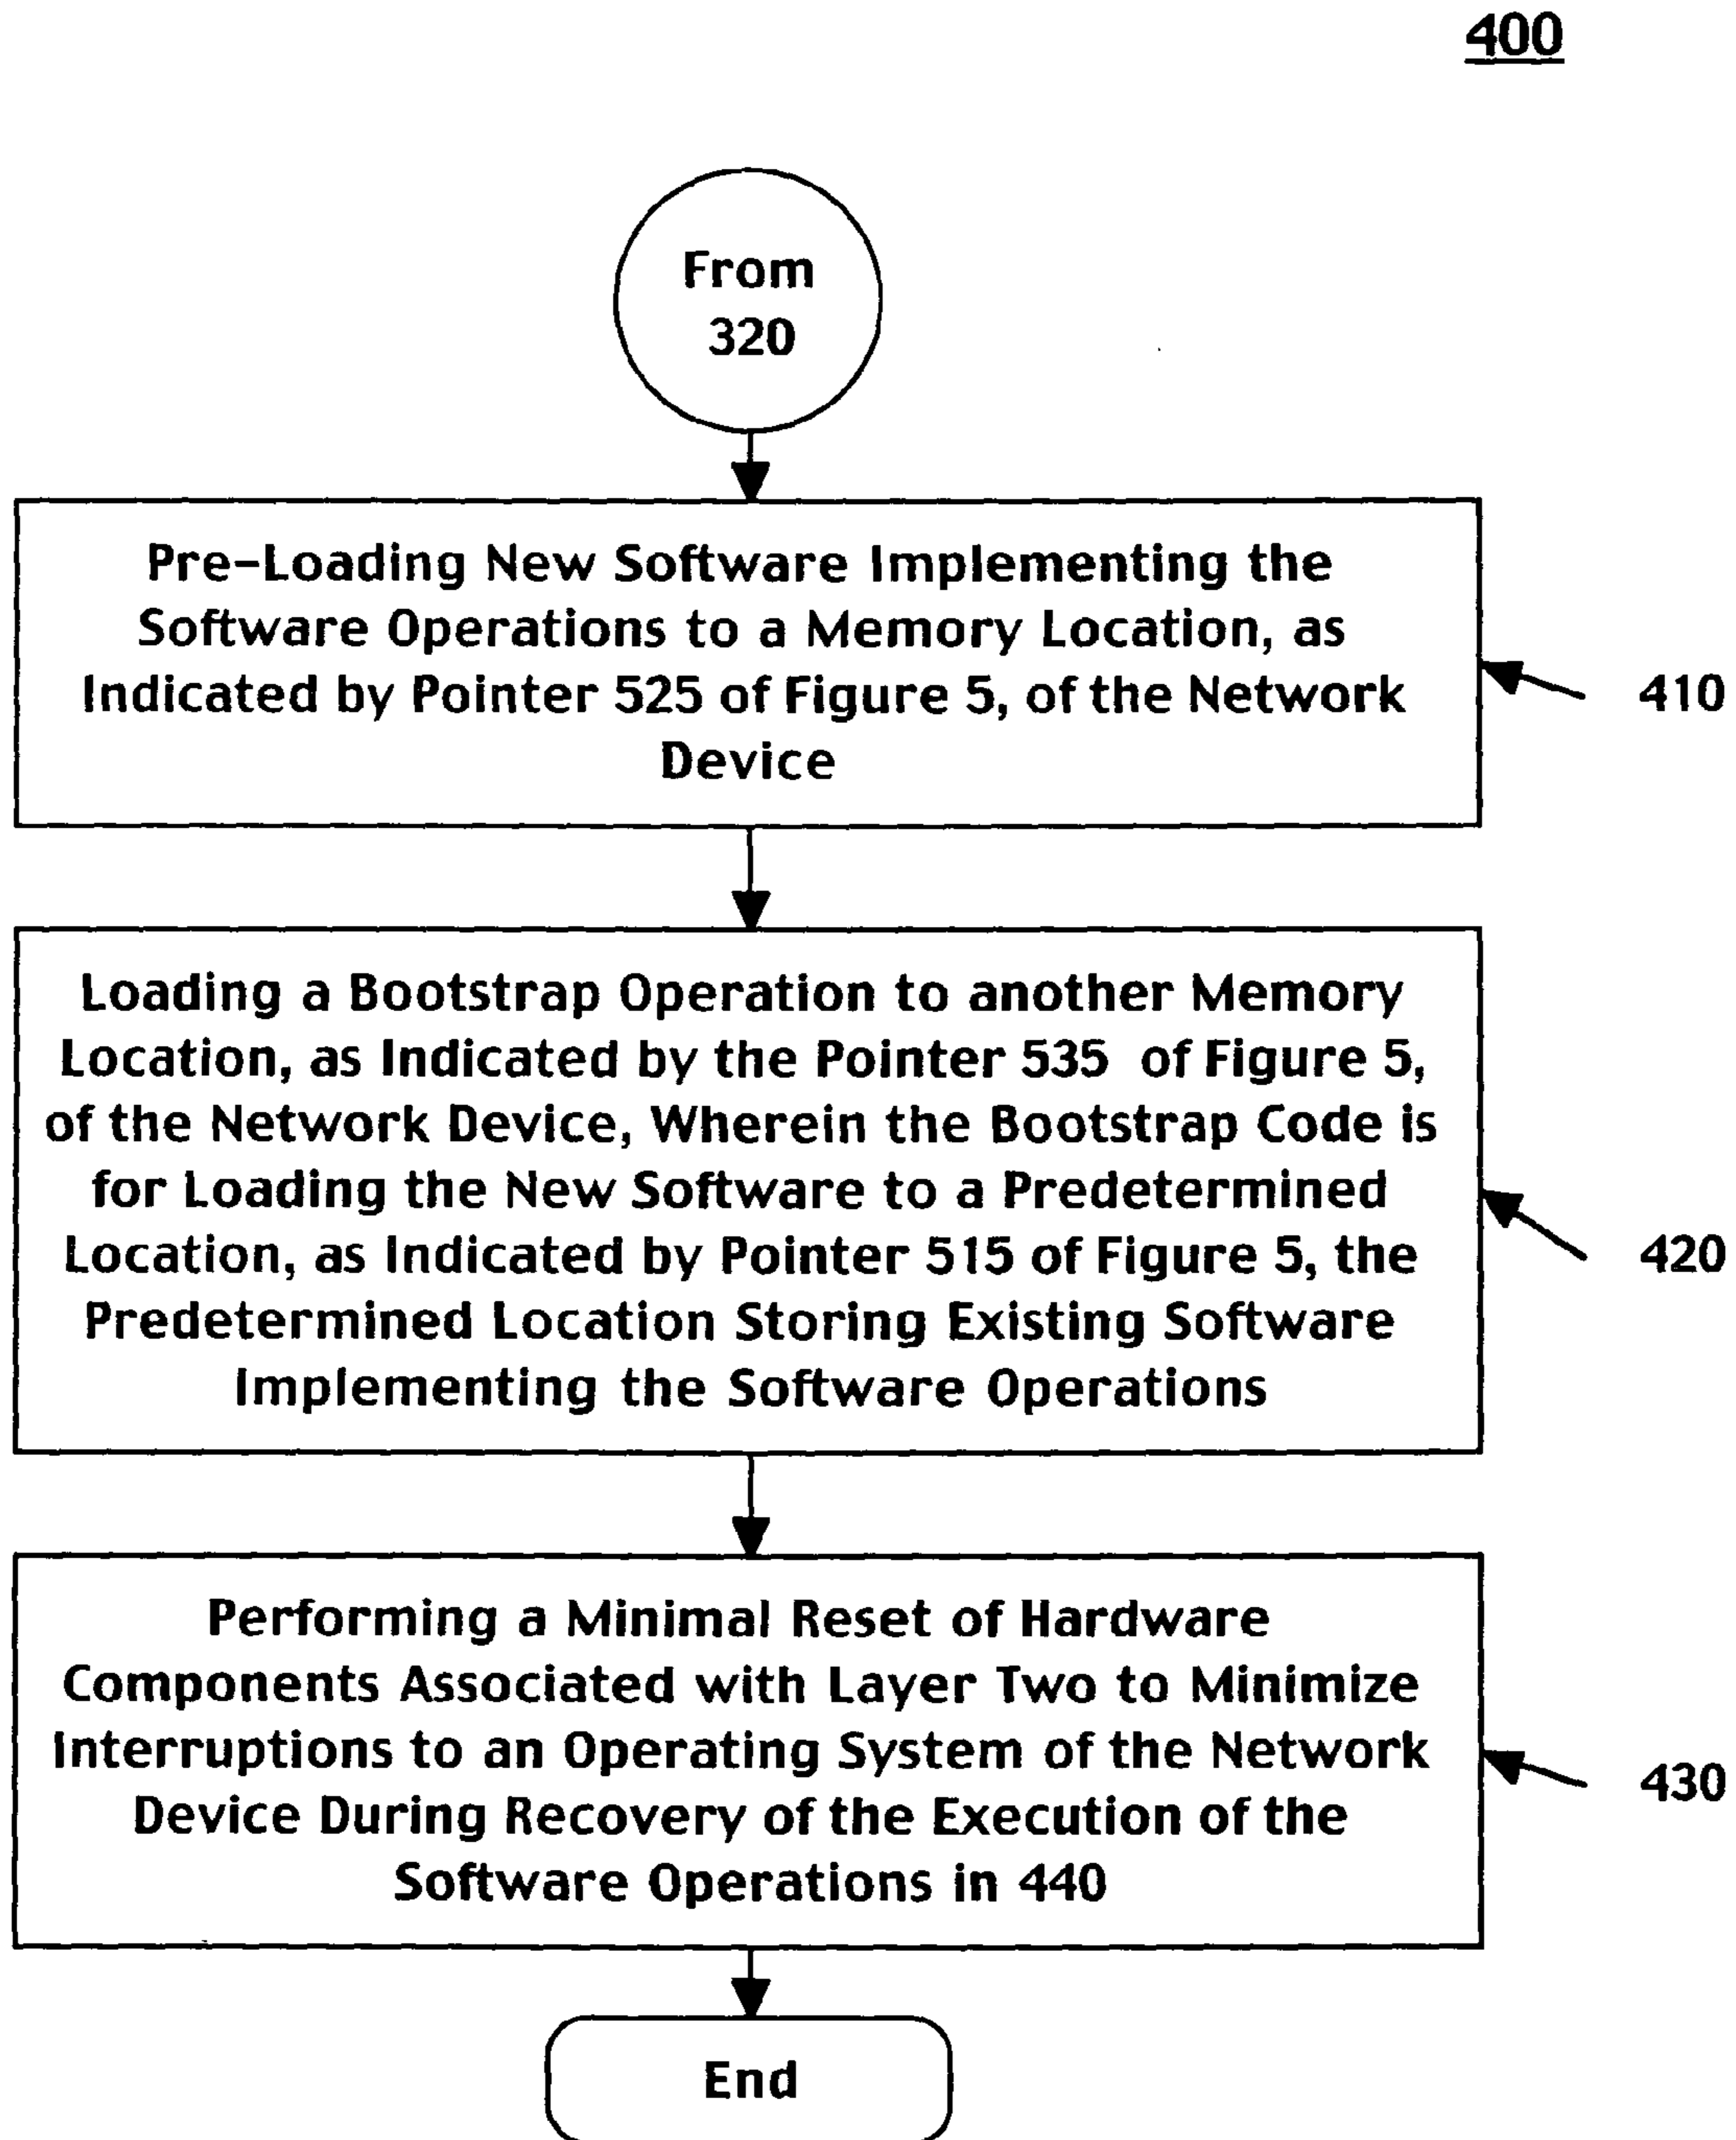 400
From
320
Pre-Loading New Software Implementing the
Software Operations to a Memory Location, as
Indicated by Pointer 525 of Figure 5, of the Network
Device
410
Loading a Bootstrap Operation to another Memory
Location, as Indicated by the Pointer 535 of Figure 5,
of the Network Device, Wherein the Bootstrap Code is
for Loading the New Software to a Predetermined
Location, as Indicated by Pointer 515 of Figure 5, the
Predetermined Location Storing Existing Software
Implementing the Software Operations
420
Performing a Minimal Reset of Hardware
Components Associated with Layer Two to Minimize
Interruptions to an Operating System of the Network
Device During Recovery of the Execution of the
Software Operations in 440
430
End